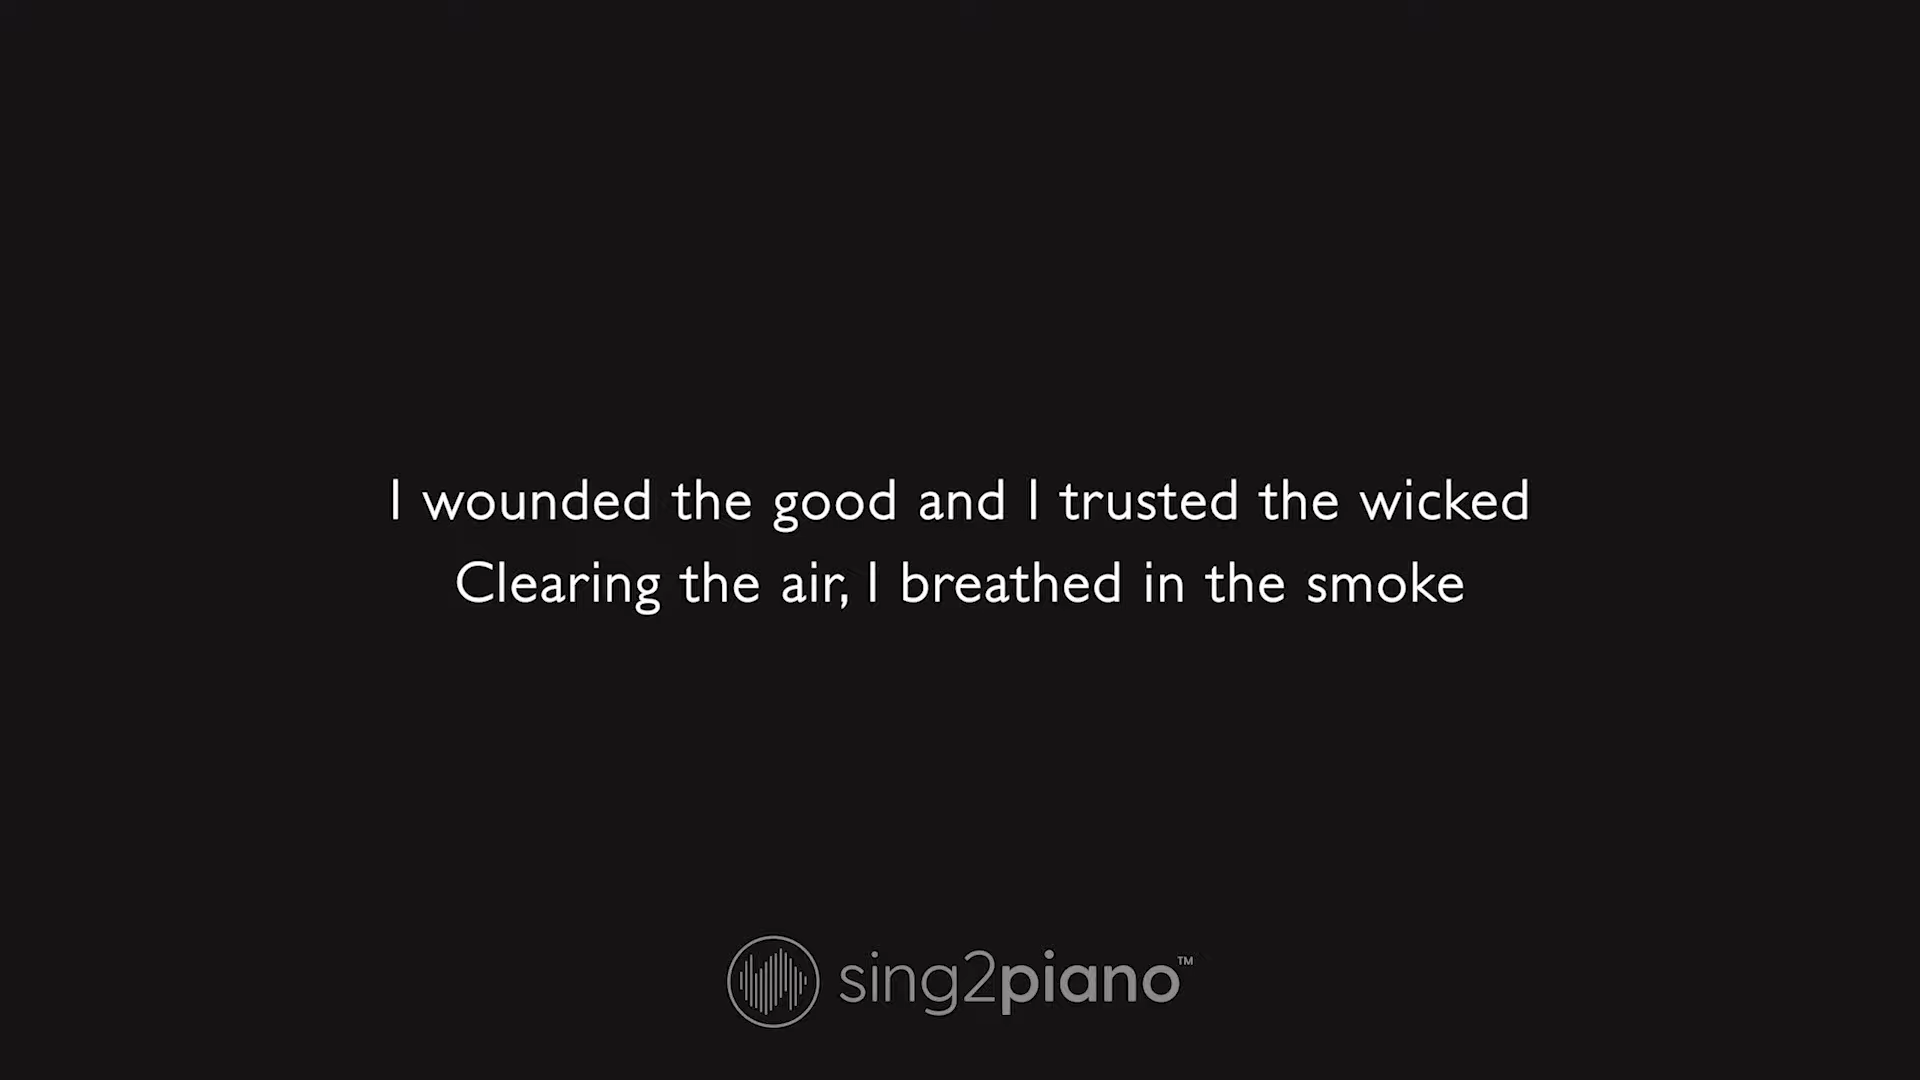 I wounded the good and I trusted the wicked
Clearing the air, I breathed in the smoke
sing2piano™